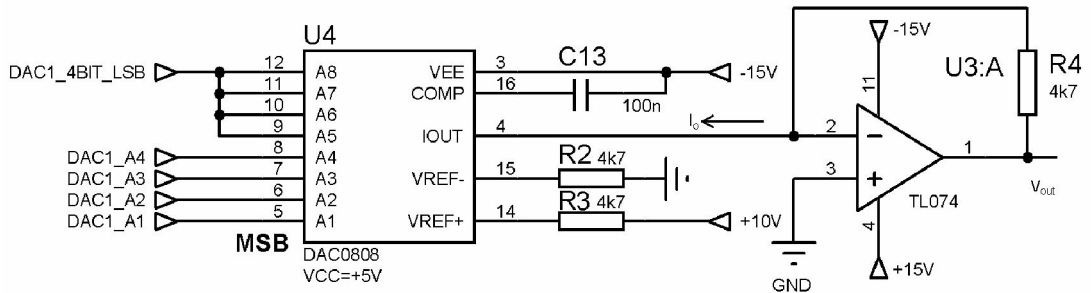 U4
DAC1_4BIT_LSB
12 A8
11 A7
10 A6
9 A5
DAC1_A4 8 A4
DAC1_A3 7 A3
DAC1_A2 6 A2
DAC1_A1 5 A1
MSB
VEE 3
COMP 16
IOUT 4
VREF- 15
VREF+ 14
DAC0808
VCC=+5V
C13
100n
-15V
Io
R2 4k7
R3 4k7
+10V
-15V
11
U3:A
R4
4k7
2
3
1
-
+
TL074
4
+15V
GND
Vout